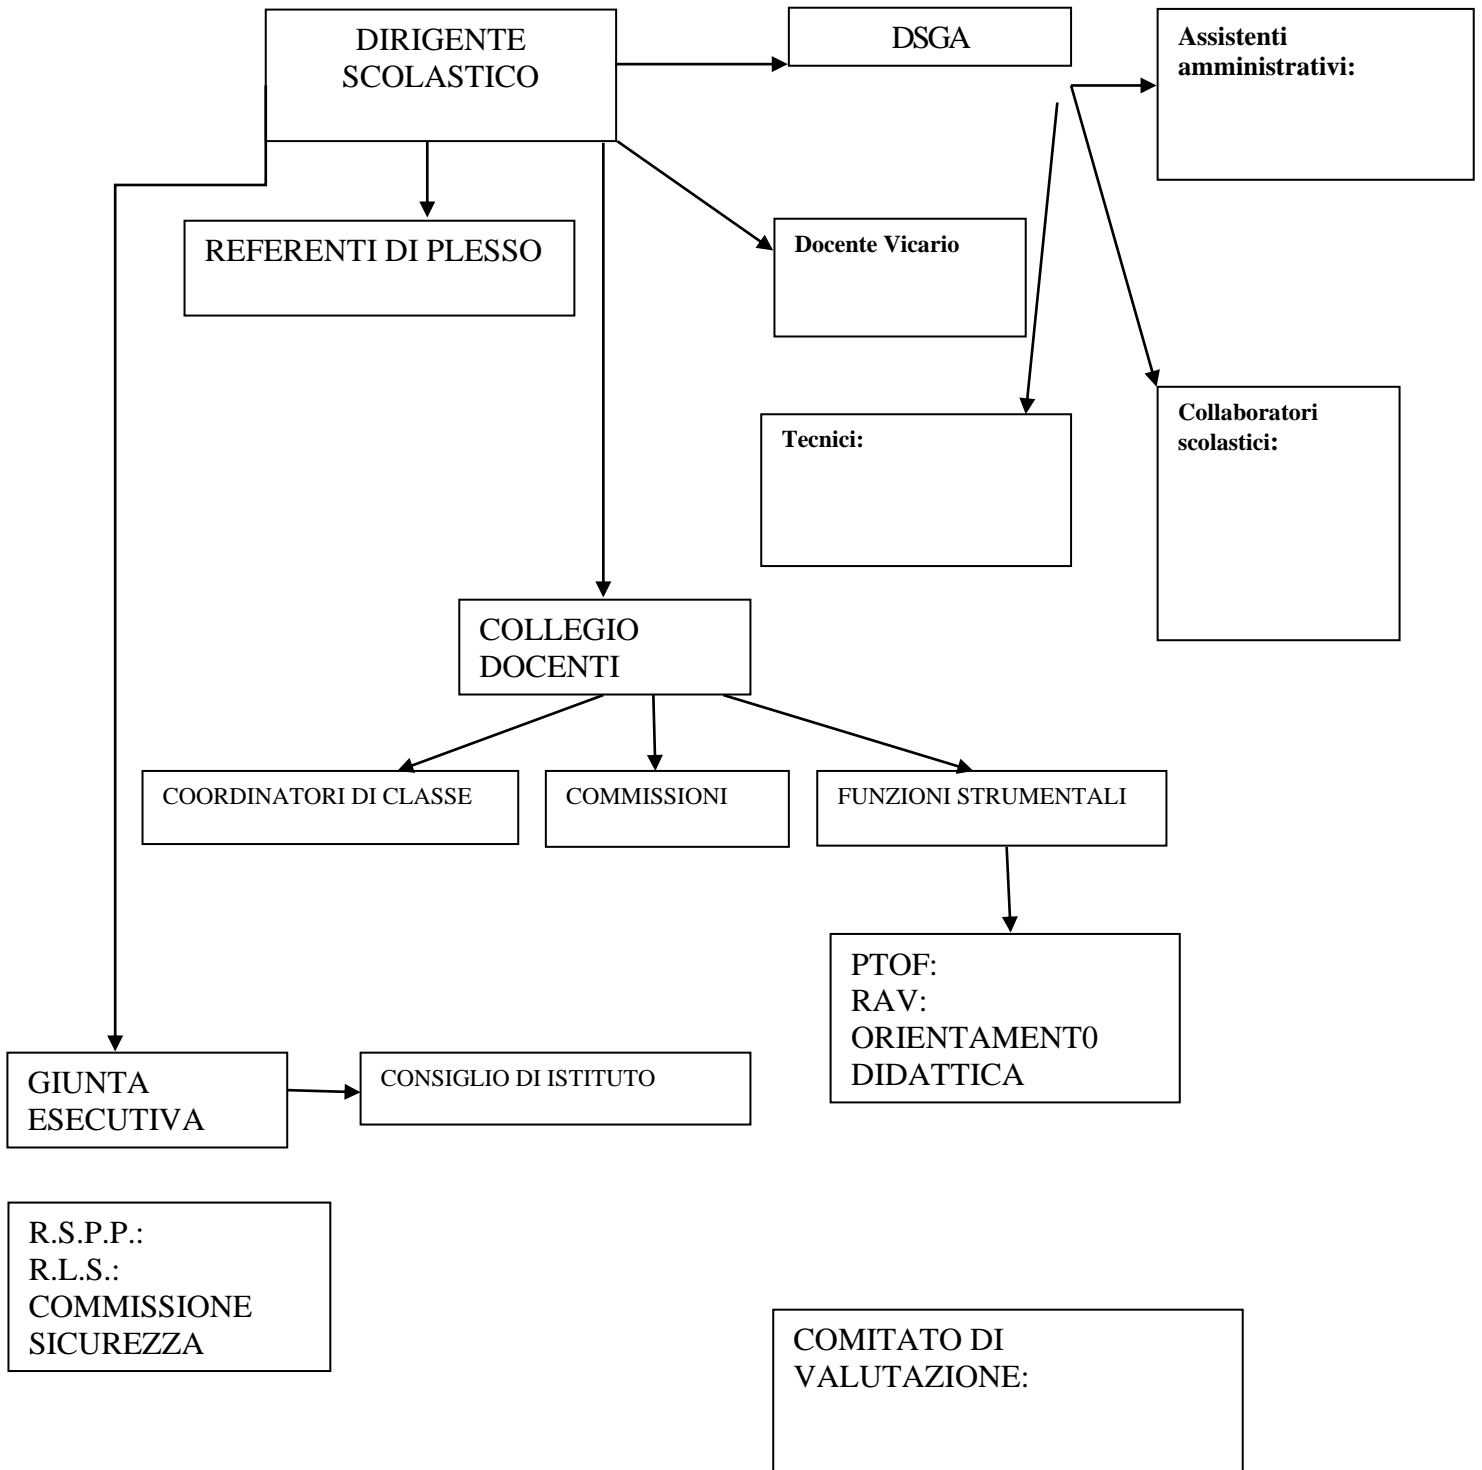 DIRIGENTE
SCOLASTICO
DSGA
Assistenti
amministrativi:
REFERENTI DI PLESSO
Docente Vicario
Tecnici:
Collaboratori
scolastici:
COLLEGIO
DOCENTI
COORDINATORI DI CLASSE
COMMISSIONI
FUNZIONI STRUMENTALI
PTOF:
RAV:
ORIENTAMENT0
DIDATTICA
GIUNTA
ESECUTIVA
CONSIGLIO DI ISTITUTO
R.S.P.P.:
R.L.S.:
COMMISSIONE
SICUREZZA
COMITATO DI
VALUTAZIONE: